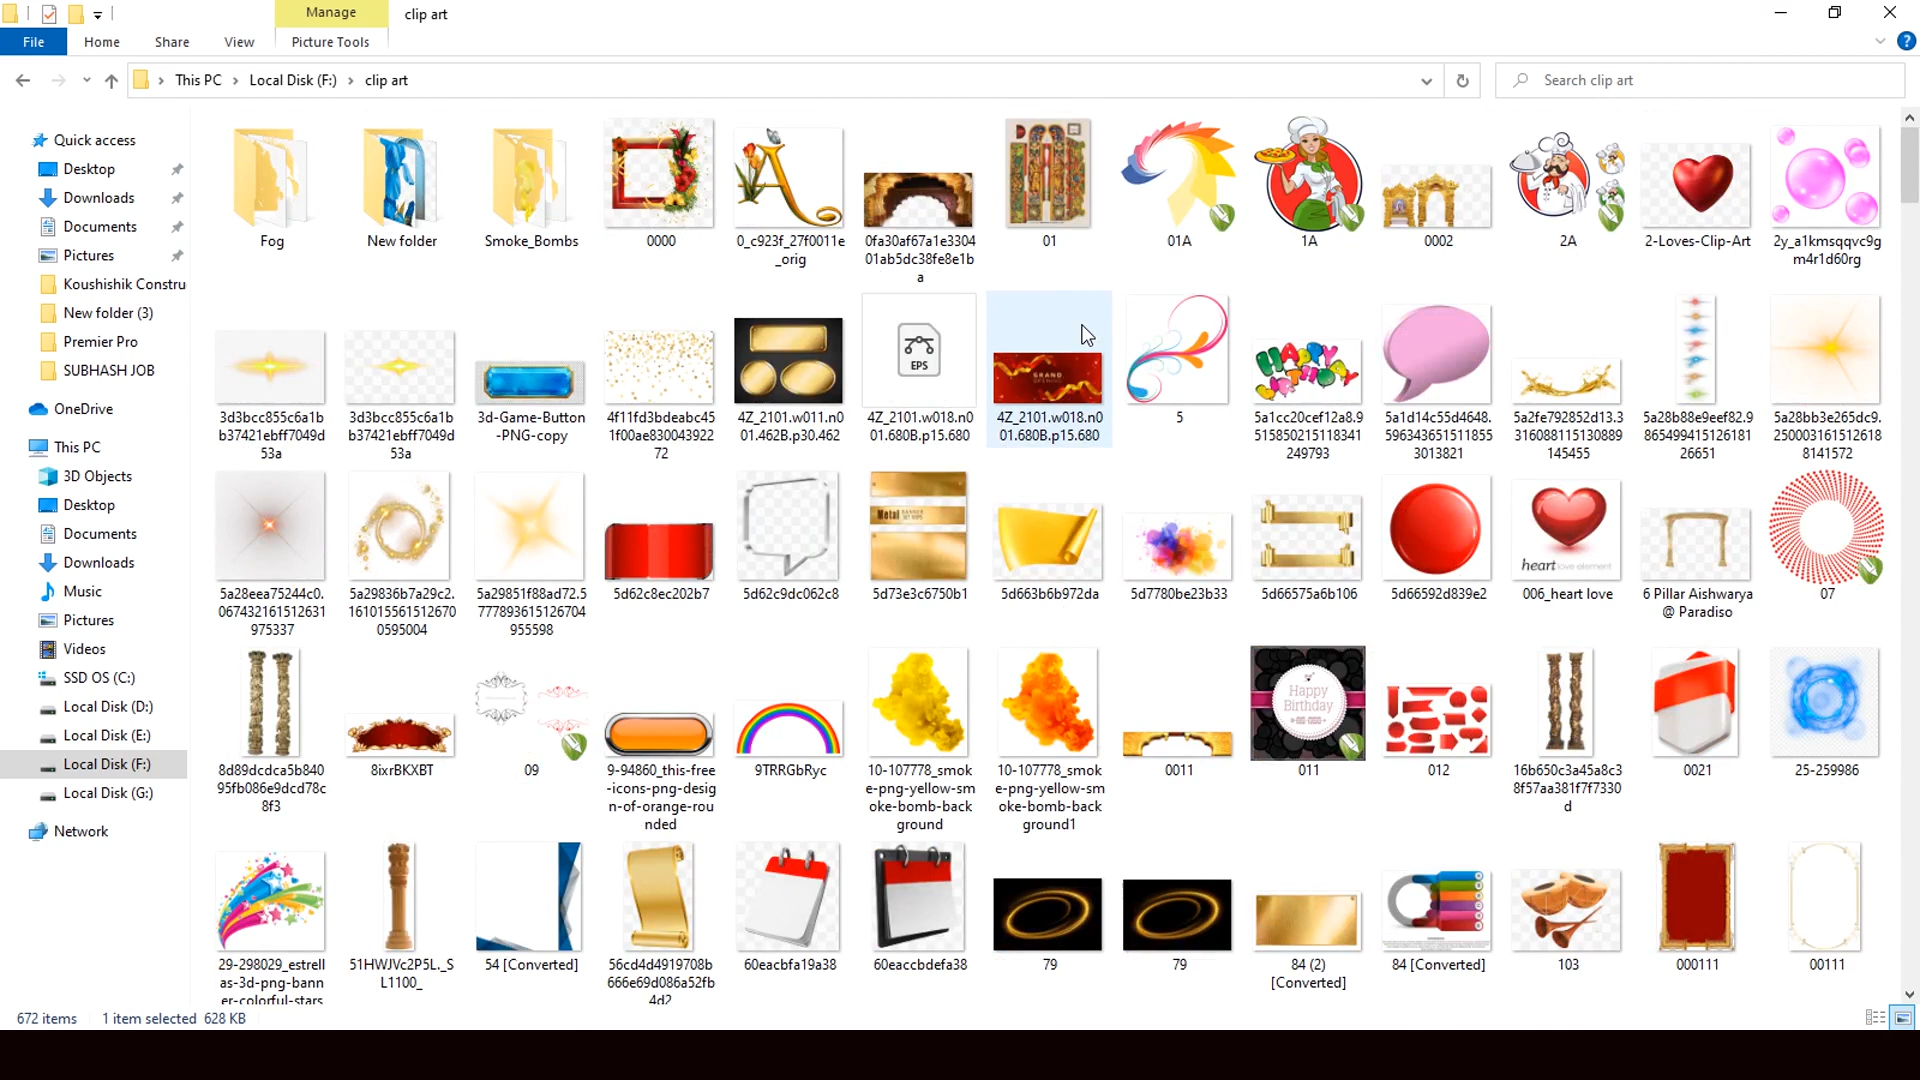 Manage
clip art
File
Home
Share
View
Picture Tools
This PC
Local Disk (F:)
clip art
Search clip art
Quick access
Desktop
Downloads
Documents
Pictures
Koushishik Constru
New folder (3)
Premier Pro
SUBHASH JOB
OneDrive
This PC
3D Objects
Desktop
Documents
Downloads
Music
Pictures
Videos
SSD OS (C:)
Local Disk (D:)
Local Disk (E:)
Local Disk (F:)
Local Disk (G:)
Network
Fog
New folder
Smoke_Bombs
0000
0_c923f_27f0011e
_orig
0fa30af67a1e3304
01ab5dc38fe8e1b
a
01
01A
1A
0002
2A
2-Loves-Clip-Art
2y_a1kmsqqvc9g
m4r1d60rg
EPS
GRAND
OPENING
HAPPY
BIRTHDAY
3d3bcc855c6a1b
b37421ebff7049d
53a
3d3bcc855c6a1b
b37421ebff7049d
53a
3d-Game-Button
-PNG-copy
4f11fd3bdeabc45
1f00ae830043922
72
4Z_2101.w011.n0
01.462B.p30.462
4Z_2101.w018.n0
01.680B.p15.680
4Z_2101.w018.n0
01.680B.p15.680
5
5a1cc20cef12a8.9
515850215118341
249793
5a1d14c55d4648.
596343651511855
3013821
5a2fe792852d13.3
316088115130889
145455
5a28b88e9eef82.9
865499415126181
26651
5a28bb3e265dc9.
250003161512618
8141572
Metal
heart love element
5a28eea75244c0.
067432161512631
975337
5a29836b7a29c2.
161015561512670
0595004
5a29851f88ad72.5
777893615126704
955598
5d62c8ec202b7
5d62c9dc062c8
5d73e3c6750b1
5d663b6b972da
5d7780be23b33
5d66575a6b106
5d66592d839e2
006_heart love
6 Pillar Aishwarya
@ Paradiso
07
Happy
Birthday
8d89dcdca5b840
95fb086e9dcd78c
8f3
8ixrBKXBT
09
9-94860_this-free
-icons-png-desig
n-of-orange-rou
nded
9TRRGbRyc
10-107778_smok
e-png-yellow-sm
oke-bomb-back
ground
10-107778_smok
e-png-yellow-sm
oke-bomb-back
ground1
0011
011
012
16b650c3a45a8c3
8f57aa381f7f7330
d
0021
25-259986
29-298029_estrell
as-3d-png-bann
er-colorful-stars
51HWJVc2P5L._S
L1100_
54 [Converted]
56cd4d4919708b
666e69d086a52fb
4d2
60eacbfa19a38
60eaccbdefa38
79
79
84 (2)
[Converted]
84 [Converted]
103
000111
00111
672 items
1 item selected 628 KB